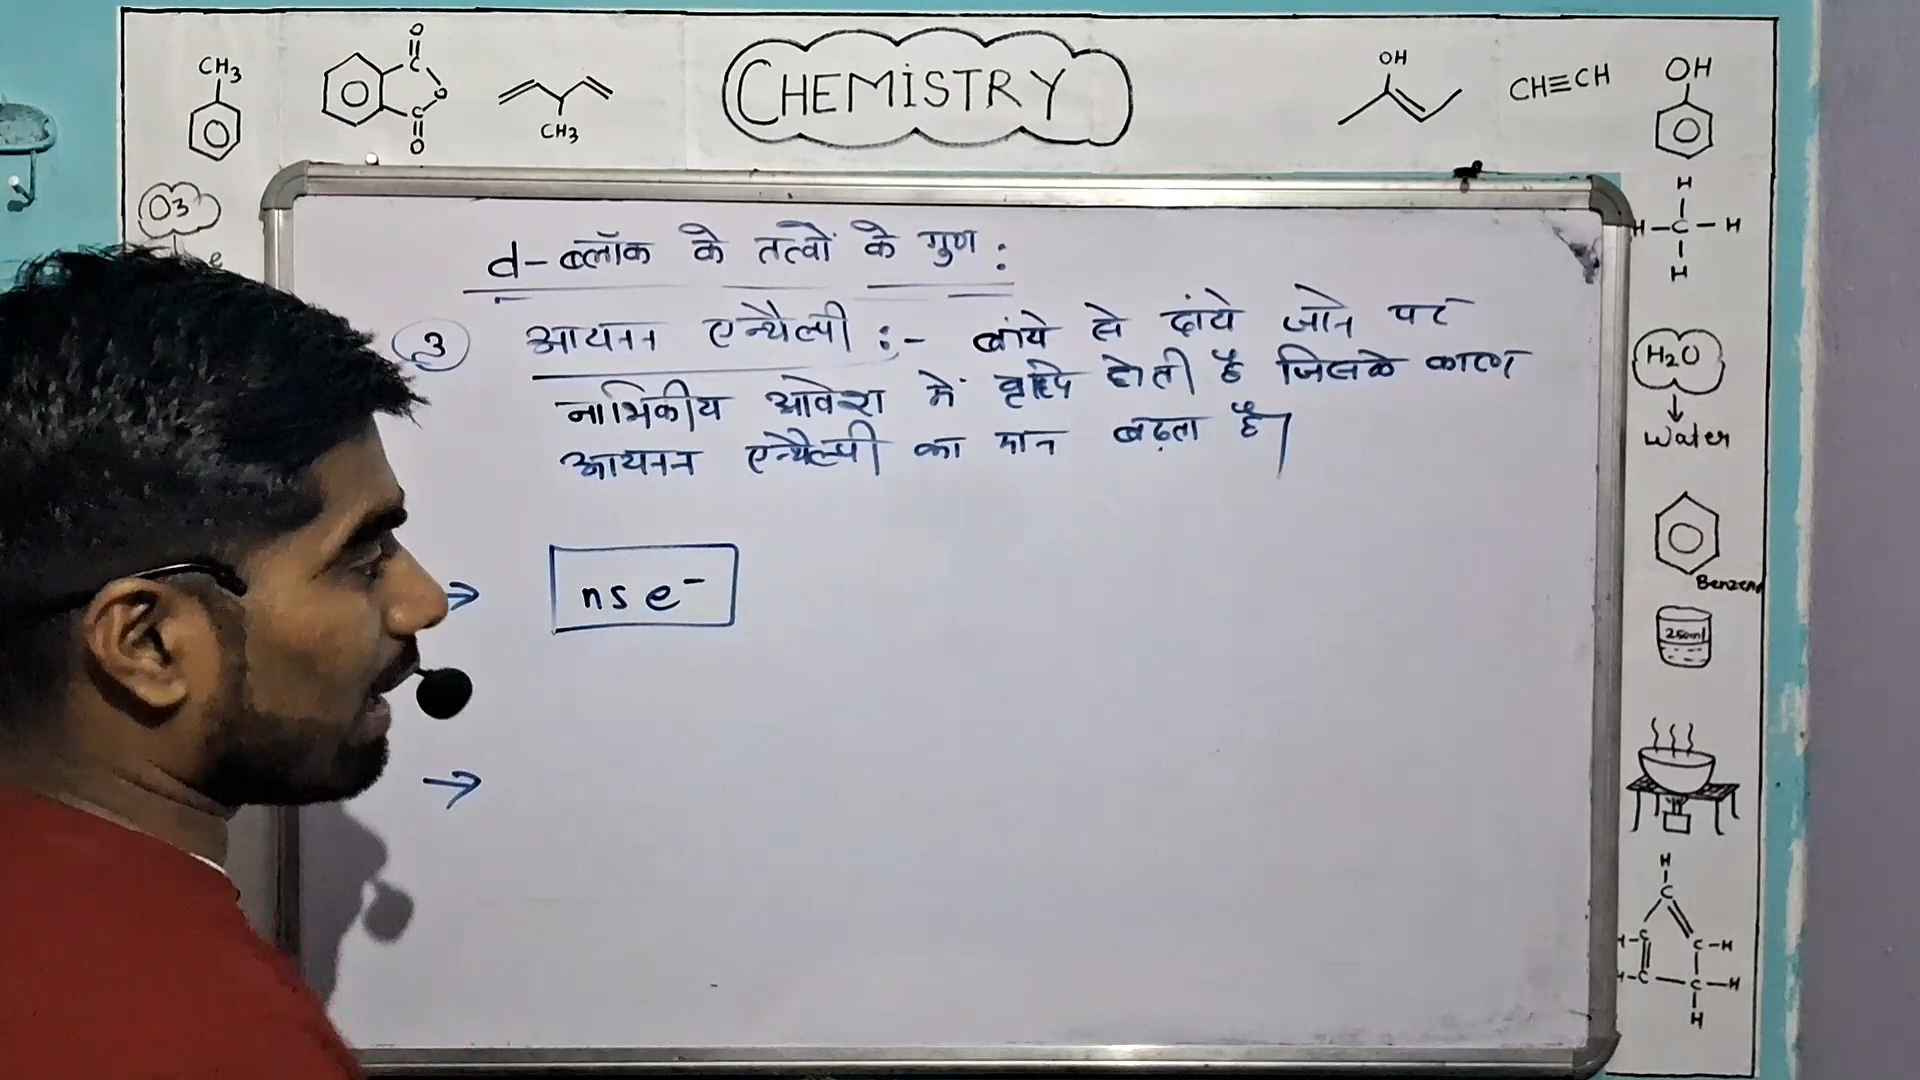 CHEMISTRY
CH3
O
C
O
C
O
CH3
OH
CH≡CH
OH
O3
e
H
H-C-H
H
H2O
Water
Benzene
250ml
H
C
H-C
C-H
H-C
C-H
H
d-ब्लॉक के तत्वों के गुण :
3 आयनन एन्थैल्पी :- बांये से दांये जाने पर
नाभिकीय आवेश में वृद्धि होती है जिसके कारण
आयनन एन्थैल्पी का मान बढ़ता है।
→ ns e⁻
→